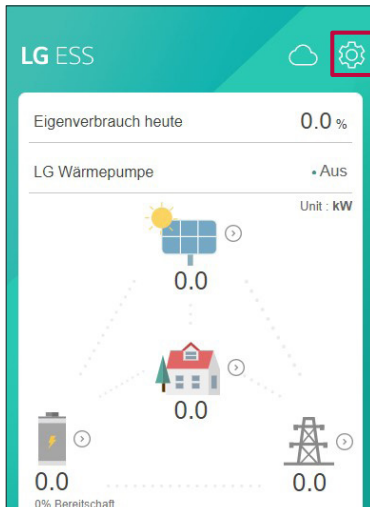 LG ESS
Eigenverbrauch heute 0.0 %
LG Wärmepumpe • Aus
Unit : kW
0.0
0.0
0.0 0.0
0% Bereitschaft